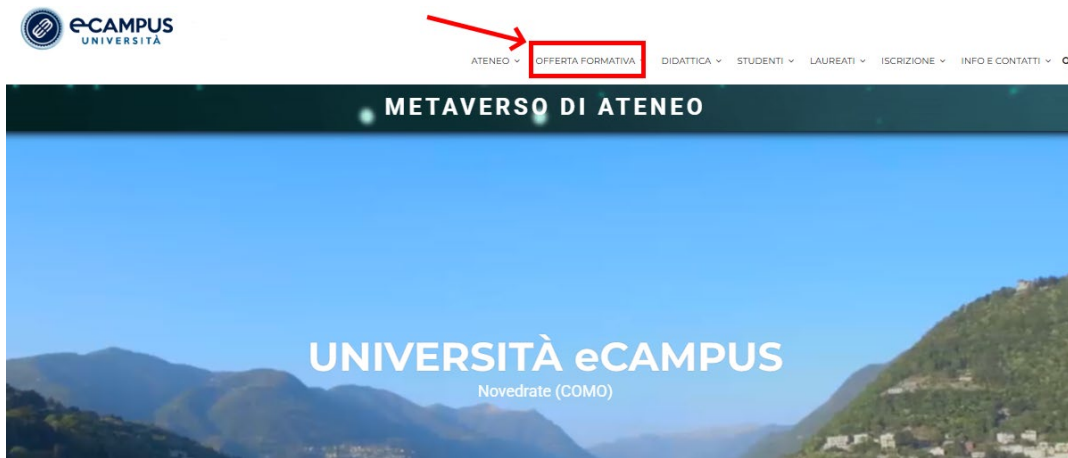 eCAMPUS
UNIVERSITÀ
ATENEO OFFERTA FORMATIVA DIDATTICA STUDENTI LAUREATI ISCRIZIONE INFO E CONTATTI
METAVERSO DI ATENEO
UNIVERSITÀ eCAMPUS
Novedrate (COMO)